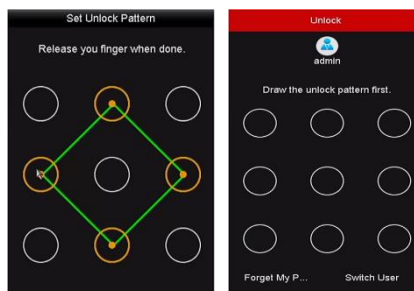 Set Unlock Pattern
Release you finger when done.
Unlock
admin
Draw the unlock pattern first.
Forget My P...
Switch User